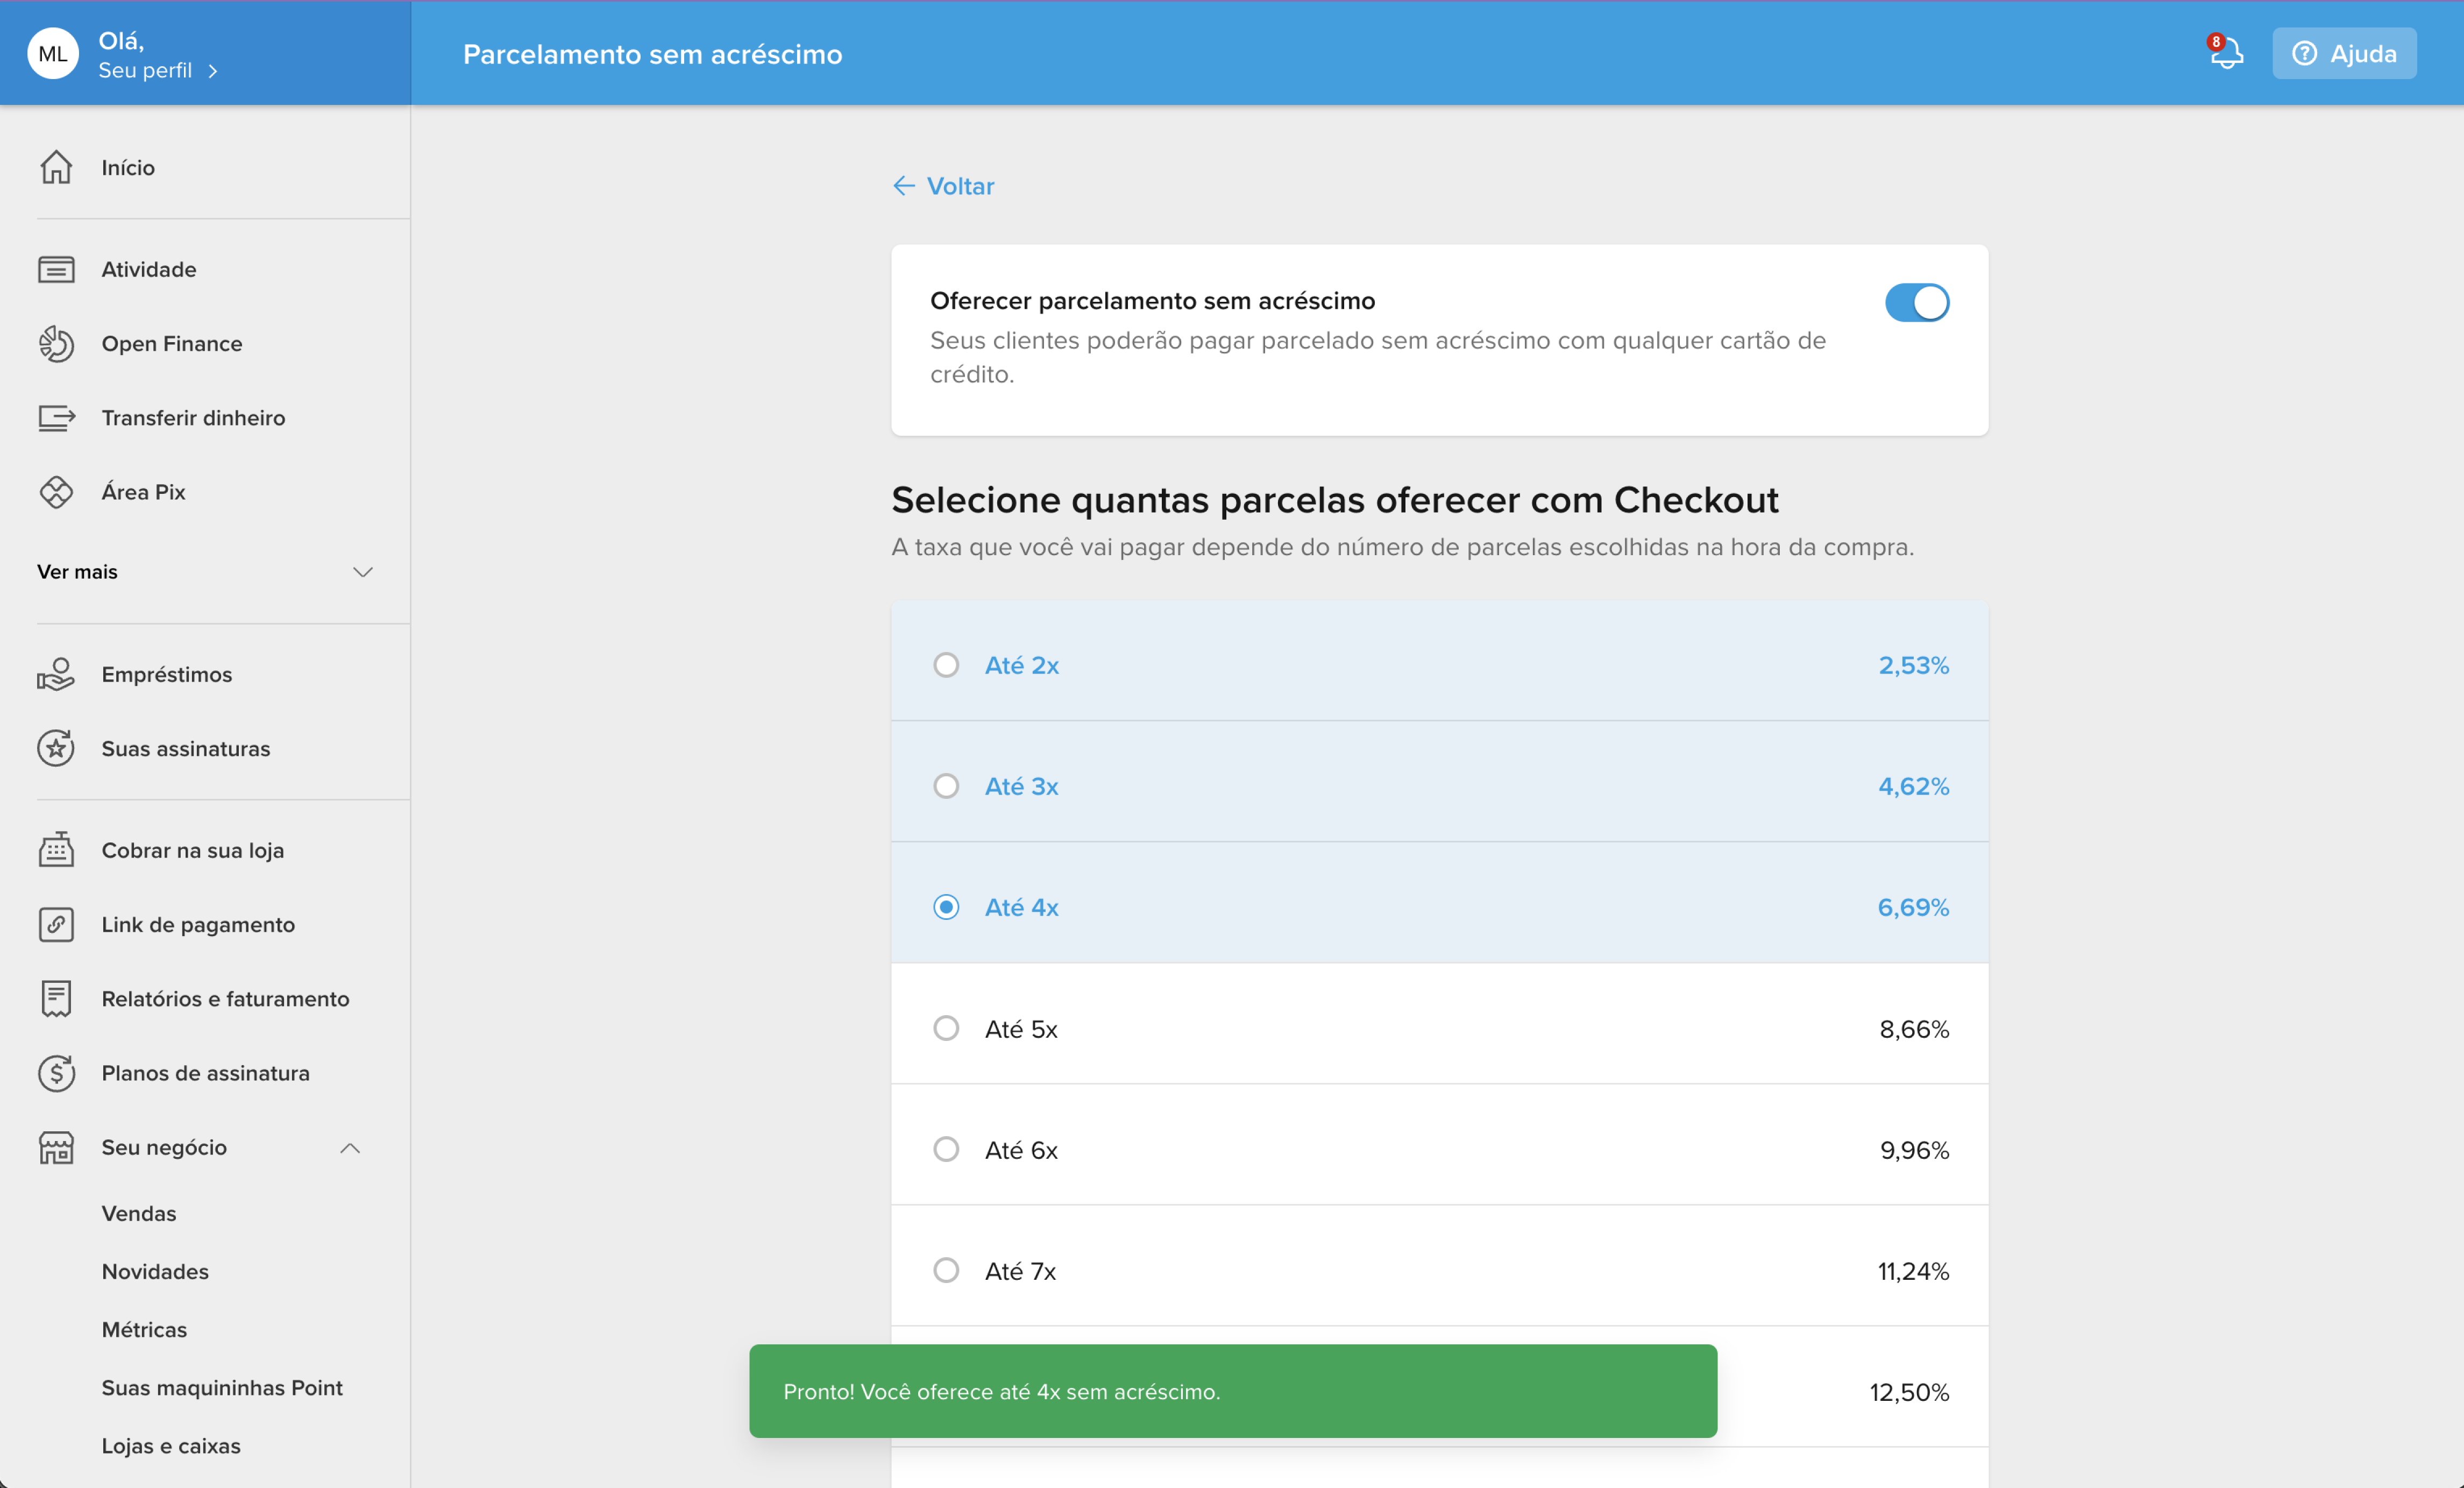 ML
Olá,
Seu perfil
Parcelamento sem acréscimo
8
Ajuda
Início
Atividade
Open Finance
Transferir dinheiro
Área Pix
Ver mais
Empréstimos
Suas assinaturas
Cobrar na sua loja
Link de pagamento
Relatórios e faturamento
Planos de assinatura
Seu negócio
Vendas
Novidades
Métricas
Suas maquininhas Point
Lojas e caixas
Voltar
Oferecer parcelamento sem acréscimo
Seus clientes poderão pagar parcelado sem acréscimo com qualquer cartão de
crédito.
Selecione quantas parcelas oferecer com Checkout
A taxa que você vai pagar depende do número de parcelas escolhidas na hora da compra.
Até 2x 2,53%
Até 3x 4,62%
Até 4x 6,69%
Até 5x 8,66%
Até 6x 9,96%
Até 7x 11,24%
12,50%
Pronto! Você oferece até 4x sem acréscimo.